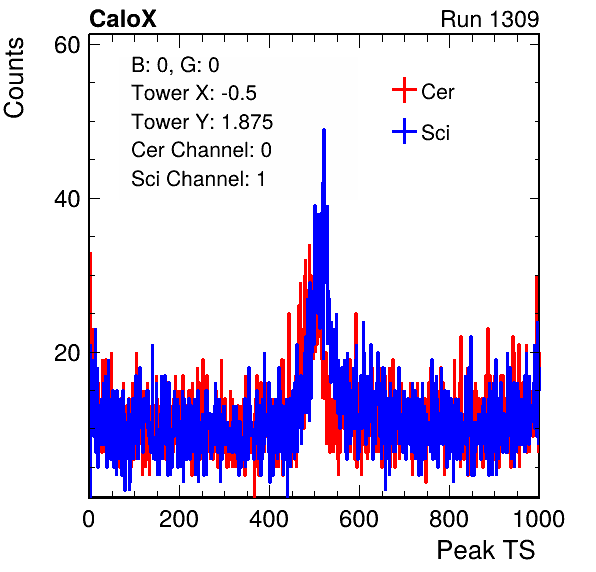 CaloX Run 1309
Counts
60
40
20
B: 0, G: 0
Tower X: -0.5
Tower Y: 1.875
Cer Channel: 0
Sci Channel: 1
Cer
Sci
0 200 400 600 800 1000
Peak TS